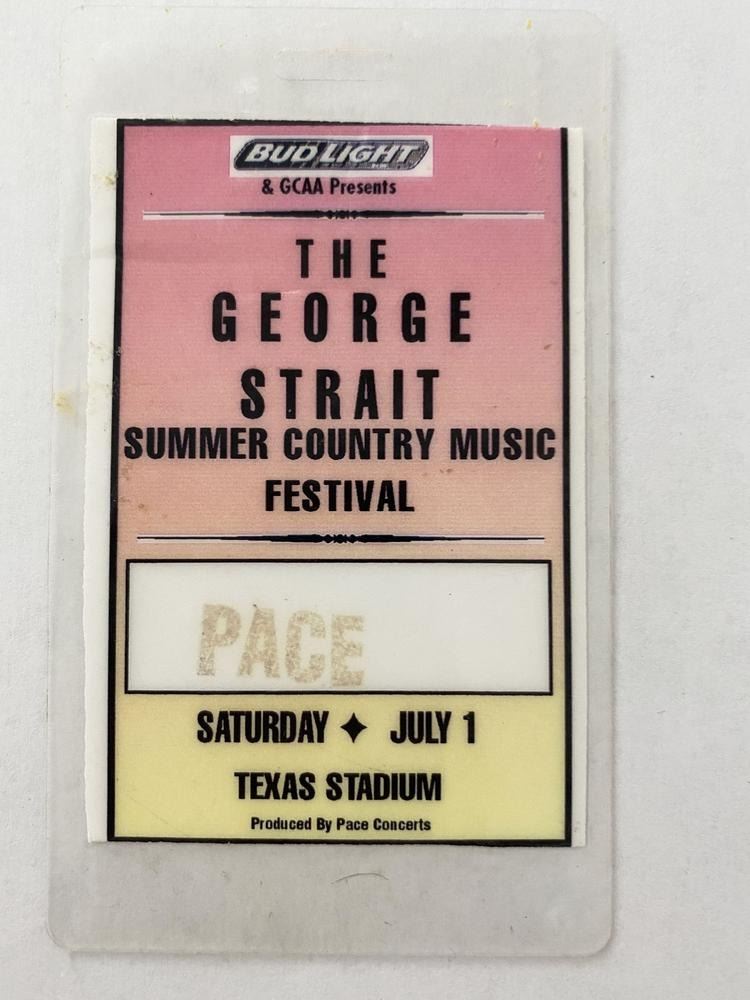 BUD LIGHT
& GCAA Presents
THE
GEORGE
STRAIT
SUMMER COUNTRY MUSIC
FESTIVAL
PACE
SATURDAY ✦ JULY 1
TEXAS STADIUM
Produced By Pace Concerts